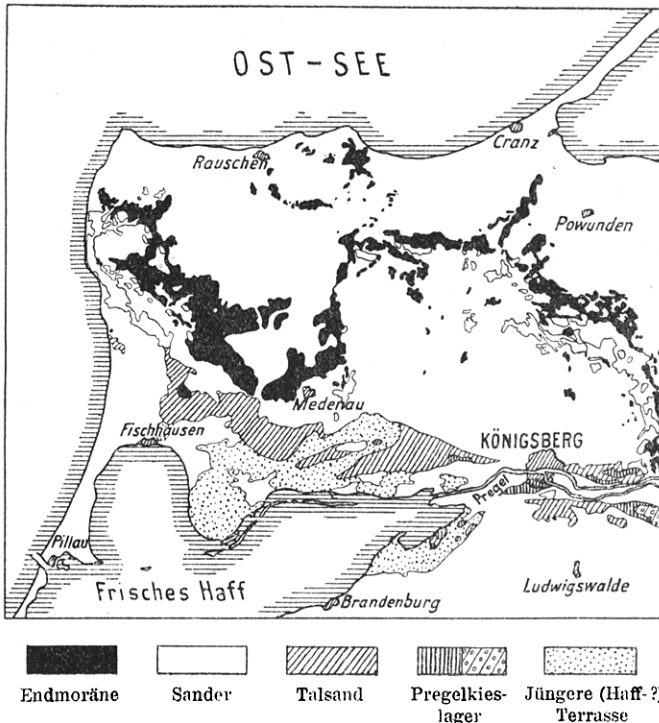 OST-SEE
Cranz
Rauschen
Powunden
Medenau
Fischhausen
KÖNIGSBERG
Pregel
Pillau
Frisches Haff
Brandenburg
Ludwigswalde
Endmoräne
Sander
Talsand
Pregelkies-
lager
Jüngere (Haff-?)
Terrasse